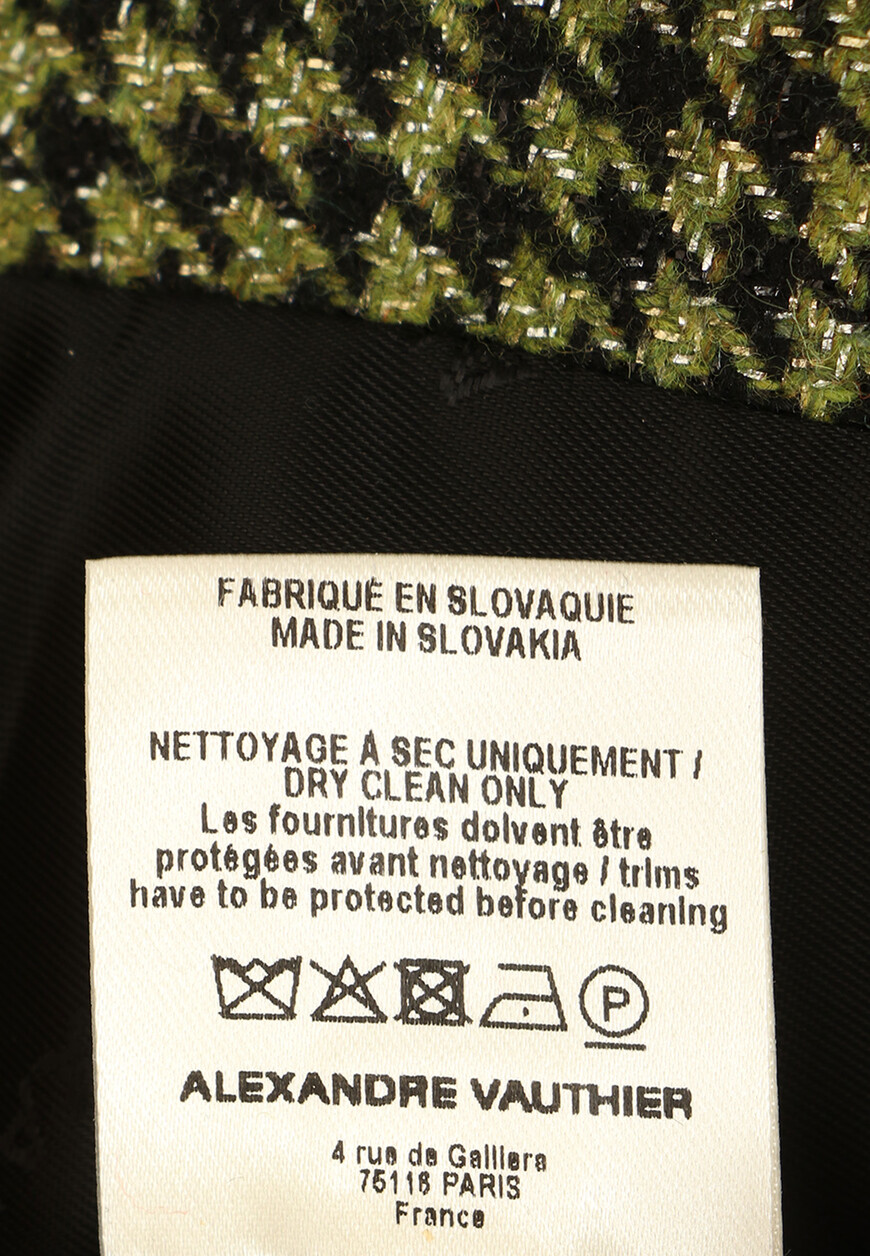 FABRIQUÉ EN SLOVAQUIE
MADE IN SLOVAKIA
NETTOYAGE À SEC UNIQUEMENT /
DRY CLEAN ONLY
Les fournitures doivent être
protégées avant nettoyage / trims
have to be protected before cleaning
P
ALEXANDRE VAUTHIER
4 rue de Galliera
75116 PARIS
France